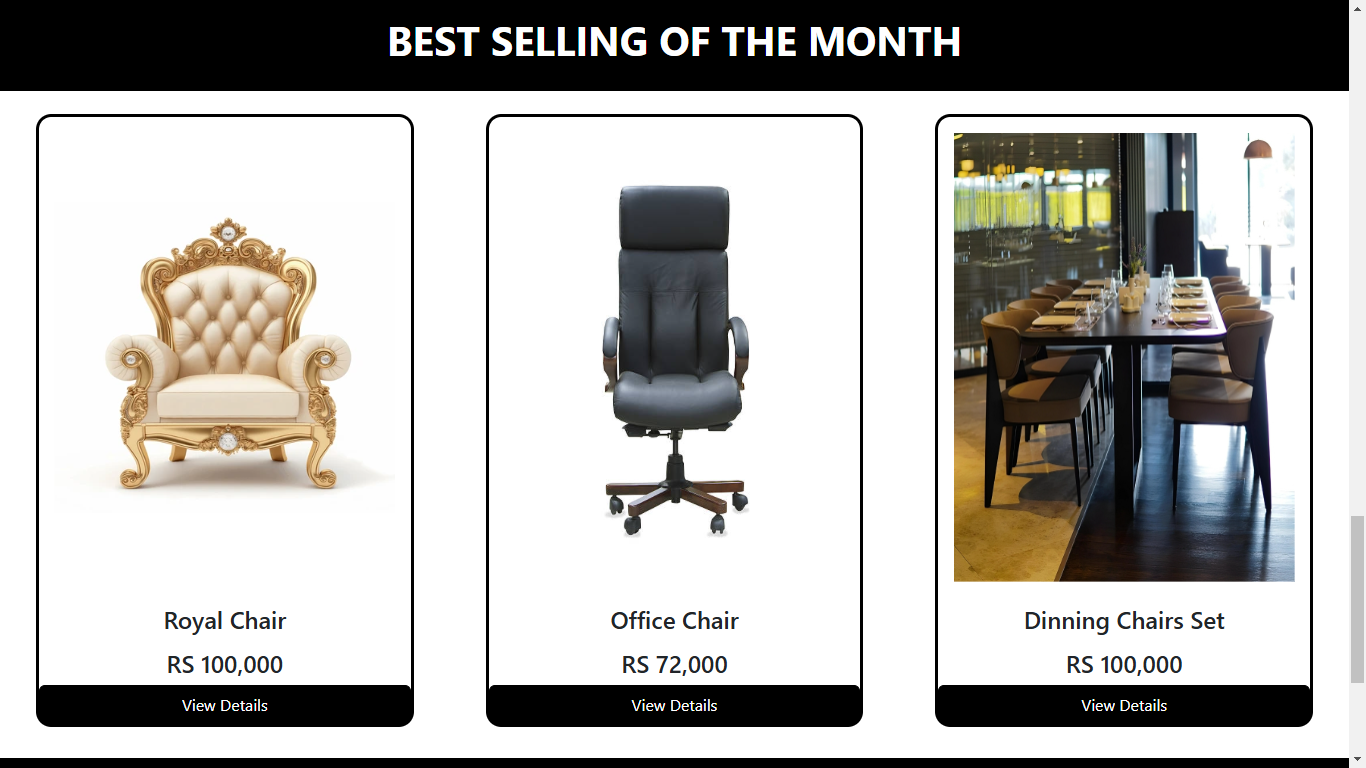 BEST SELLING OF THE MONTH
Royal Chair
RS 100,000
View Details
Office Chair
RS 72,000
View Details
Dinning Chairs Set
RS 100,000
View Details